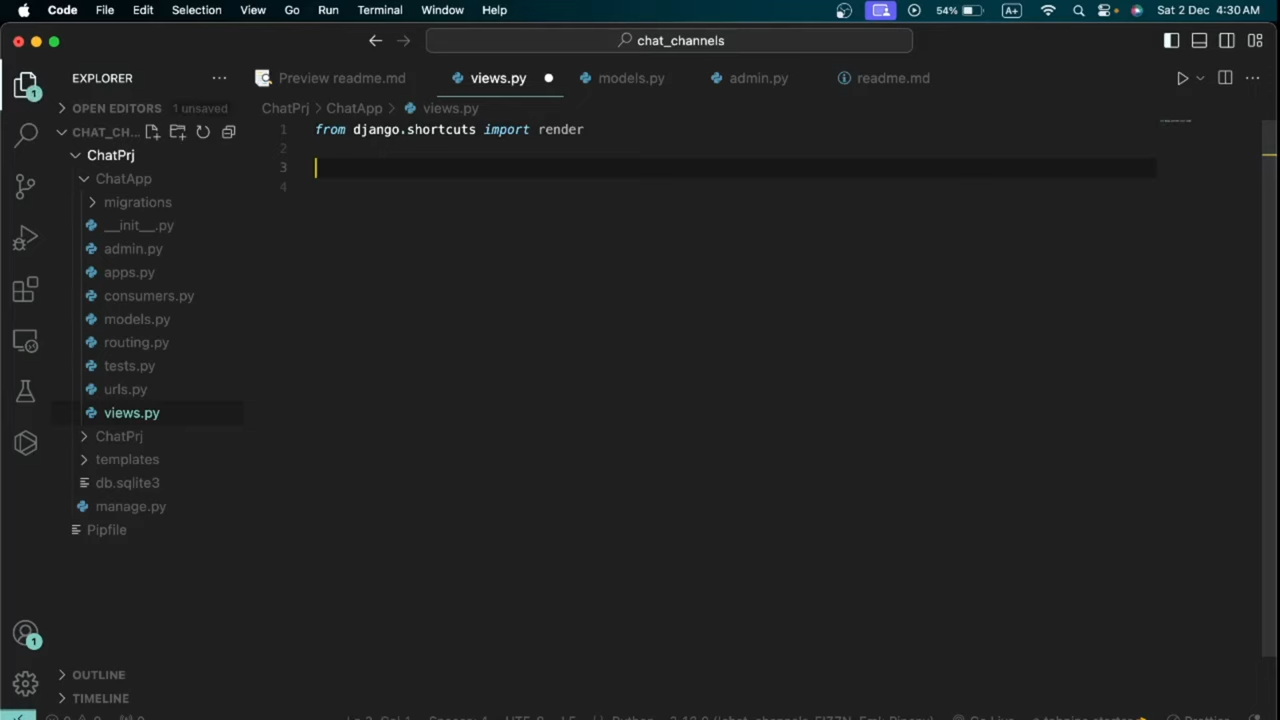 Code File Edit Selection View Go Run Terminal Window Help 54% A+ Sat 2 Dec 4:30 AM
chat_channels
EXPLORER
Preview readme.md views.py models.py admin.py readme.md
OPEN EDITORS 1 unsaved
ChatPrj > ChatApp > views.py
CHAT_CH...
1 from django.shortcuts import render
2
3
4
ChatPrj
ChatApp
migrations
__init__.py
admin.py
apps.py
consumers.py
models.py
routing.py
tests.py
urls.py
views.py
ChatPrj
templates
db.sqlite3
manage.py
Pipfile
1
1
OUTLINE
TIMELINE